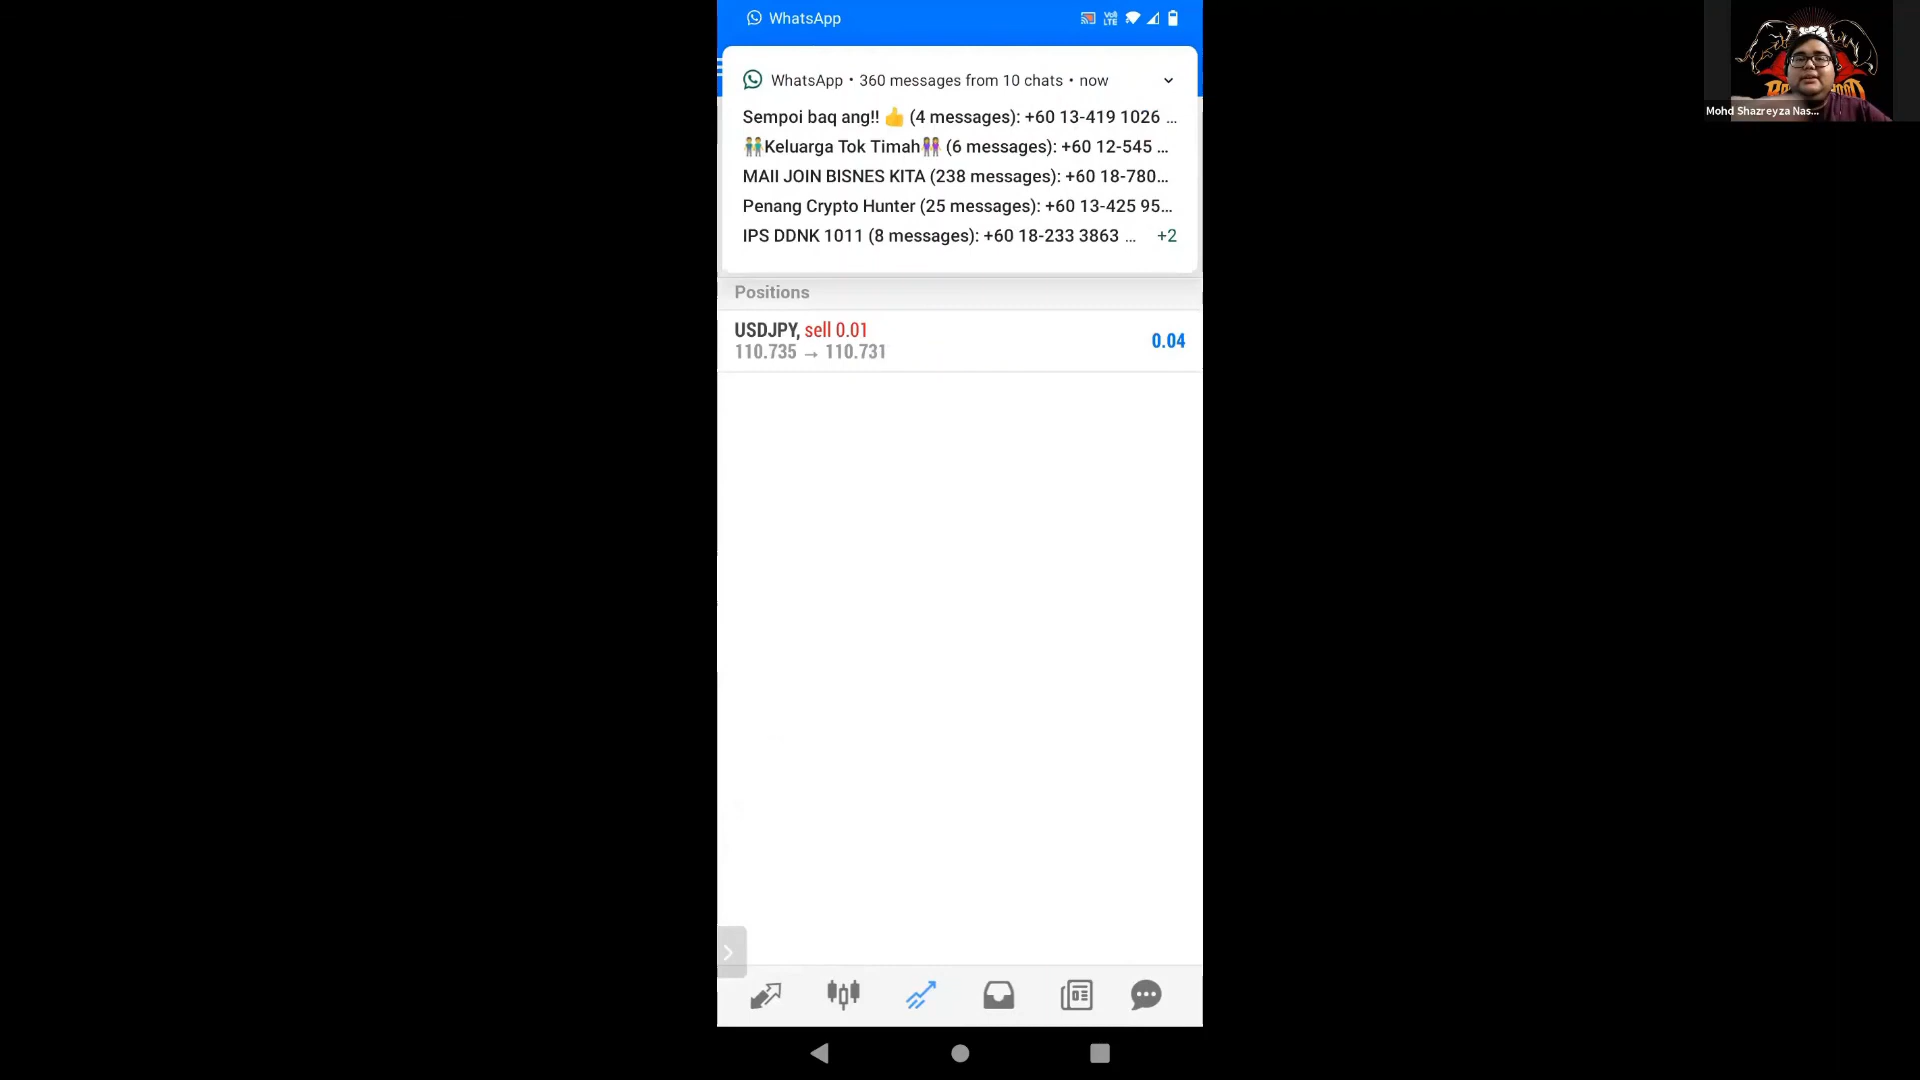 WhatsApp
VoII LTE
WhatsApp • 360 messages from 10 chats • now
Sempoi baq ang!! 👍 (4 messages): +60 13-419 1026 ...
👬Keluarga Tok Timah👭 (6 messages): +60 12-545 ...
MAII JOIN BISNES KITA (238 messages): +60 18-780...
Penang Crypto Hunter (25 messages): +60 13-425 95...
IPS DDNK 1011 (8 messages): +60 18-233 3863 ... +2
Positions
USDJPY, sell 0.01
110.735 → 110.731
0.04
Mohd Shazreyza Nas...